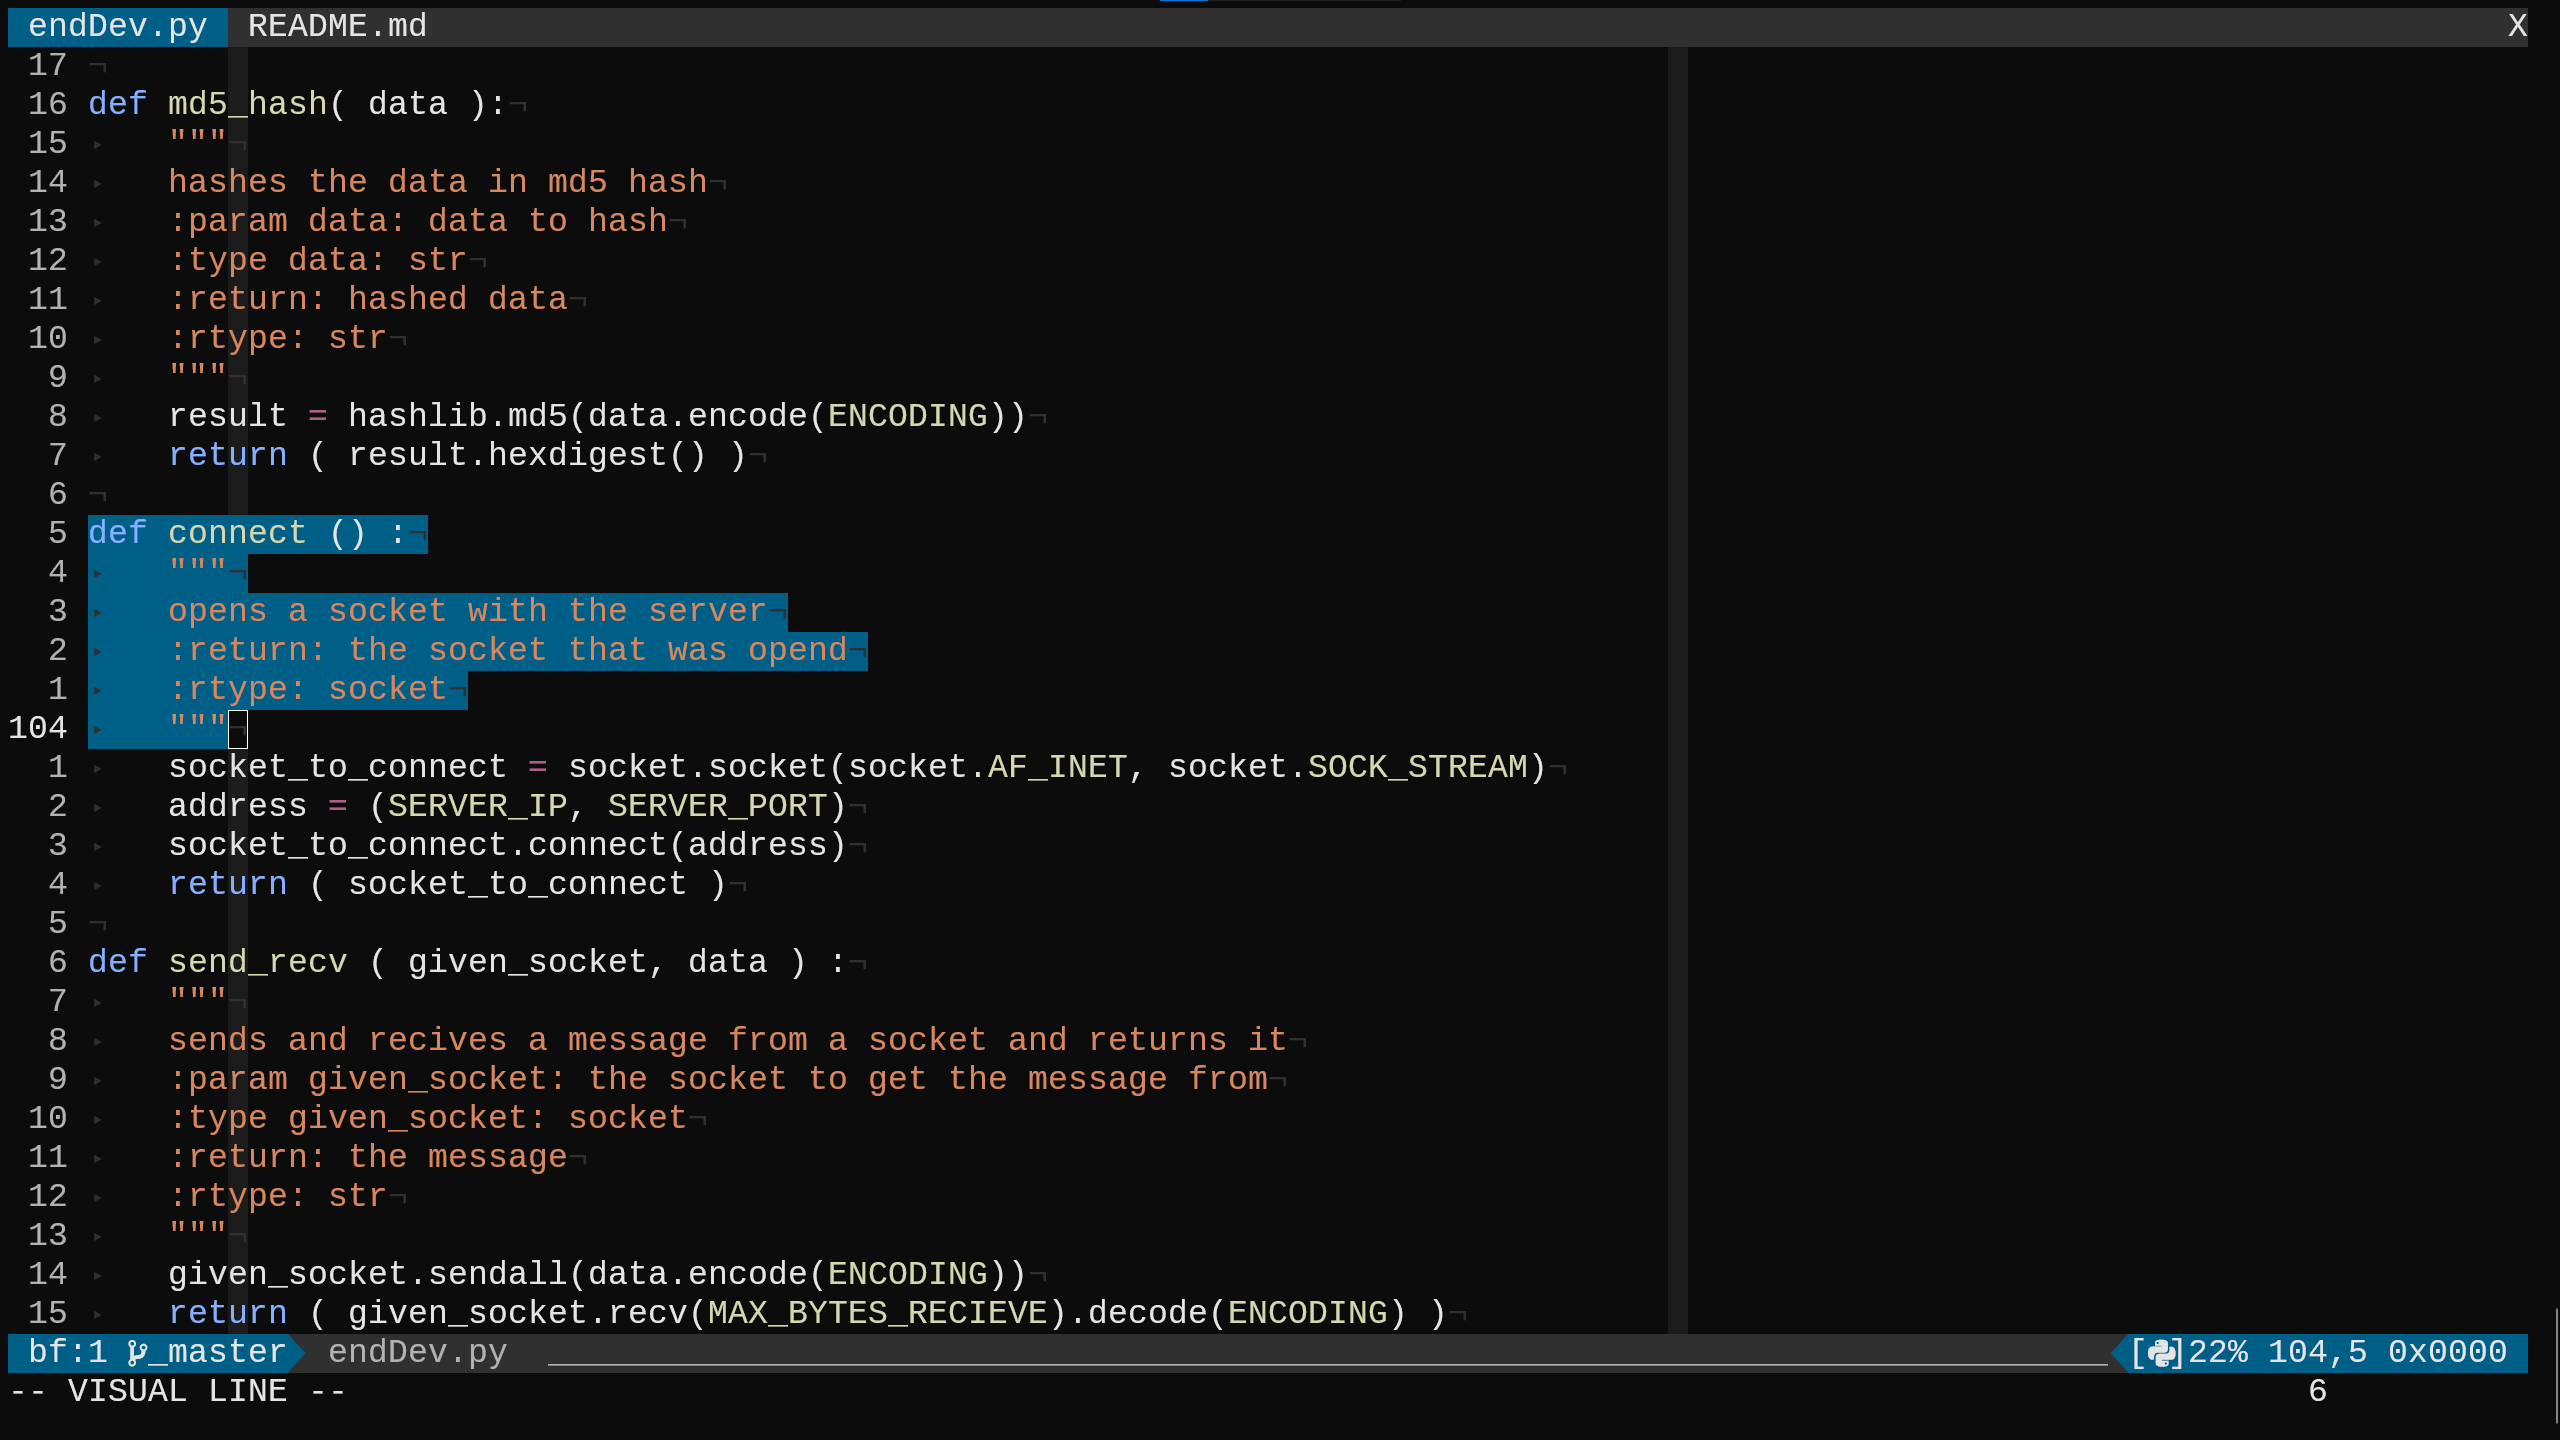 endDev.py README.md X
17 ¬
16 def md5_hash( data ):¬
15 ▸   """¬
14 ▸   hashes the data in md5 hash¬
13 ▸   :param data: data to hash¬
12 ▸   :type data: str¬
11 ▸   :return: hashed data¬
10 ▸   :rtype: str¬
9 ▸   """¬
8 ▸   result = hashlib.md5(data.encode(ENCODING))¬
7 ▸   return ( result.hexdigest() )¬
6 ¬
5 def connect () :¬
4 ▸   """¬
3 ▸   opens a socket with the server¬
2 ▸   :return: the socket that was opend¬
1 ▸   :rtype: socket¬
104 ▸   """¬
1 ▸   socket_to_connect = socket.socket(socket.AF_INET, socket.SOCK_STREAM)¬
2 ▸   address = (SERVER_IP, SERVER_PORT)¬
3 ▸   socket_to_connect.connect(address)¬
4 ▸   return ( socket_to_connect )¬
5 ¬
6 def send_recv ( given_socket, data ) :¬
7 ▸   """¬
8 ▸   sends and recives a message from a socket and returns it¬
9 ▸   :param given_socket: the socket to get the message from¬
10 ▸   :type given_socket: socket¬
11 ▸   :return: the message¬
12 ▸   :rtype: str¬
13 ▸   """¬
14 ▸   given_socket.sendall(data.encode(ENCODING))¬
15 ▸   return ( given_socket.recv(MAX_BYTES_RECIEVE).decode(ENCODING) )¬
bf:1 _master endDev.py []22% 104,5 0x0000
-- VISUAL LINE -- 6